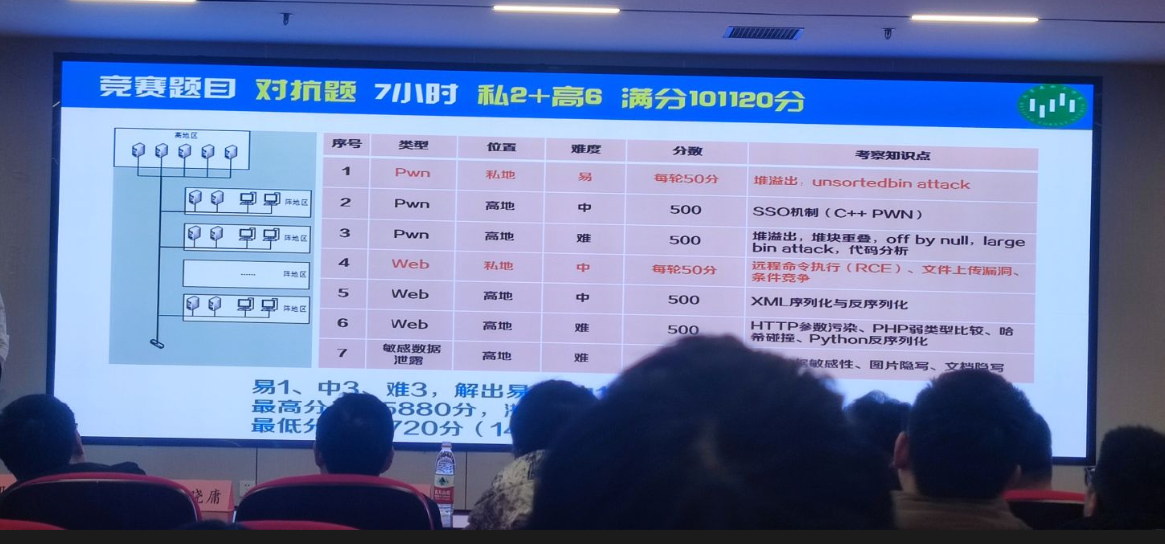 竞赛题目 对抗题 7小时 私2+高6 满分101120分
高地区
阵地区
阵地区
......
阵地区
阵地区
序号 类型 位置 难度 分数 考察知识点
1 Pwn 私地 易 每轮50分 堆溢出，unsortedbin attack
2 Pwn 高地 中 500 SSO机制（C++ PWN）
3 Pwn 高地 难 500 堆溢出，堆块重叠，off by null，large
bin attack，代码分析
4 Web 私地 中 每轮50分 远程命令执行（RCE）、文件上传漏洞、
条件竞争
5 Web 高地 中 500 XML序列化与反序列化
6 Web 高地 难 500 HTTP参数污染、PHP弱类型比较、哈
希碰撞、Python反序列化
7 敏感数据
泄露 高地 难 敏感性、图片隐写、文档隐写
易1、中3、难3，解出易
最高分 5880分，
最低分 720分（14
晓庸